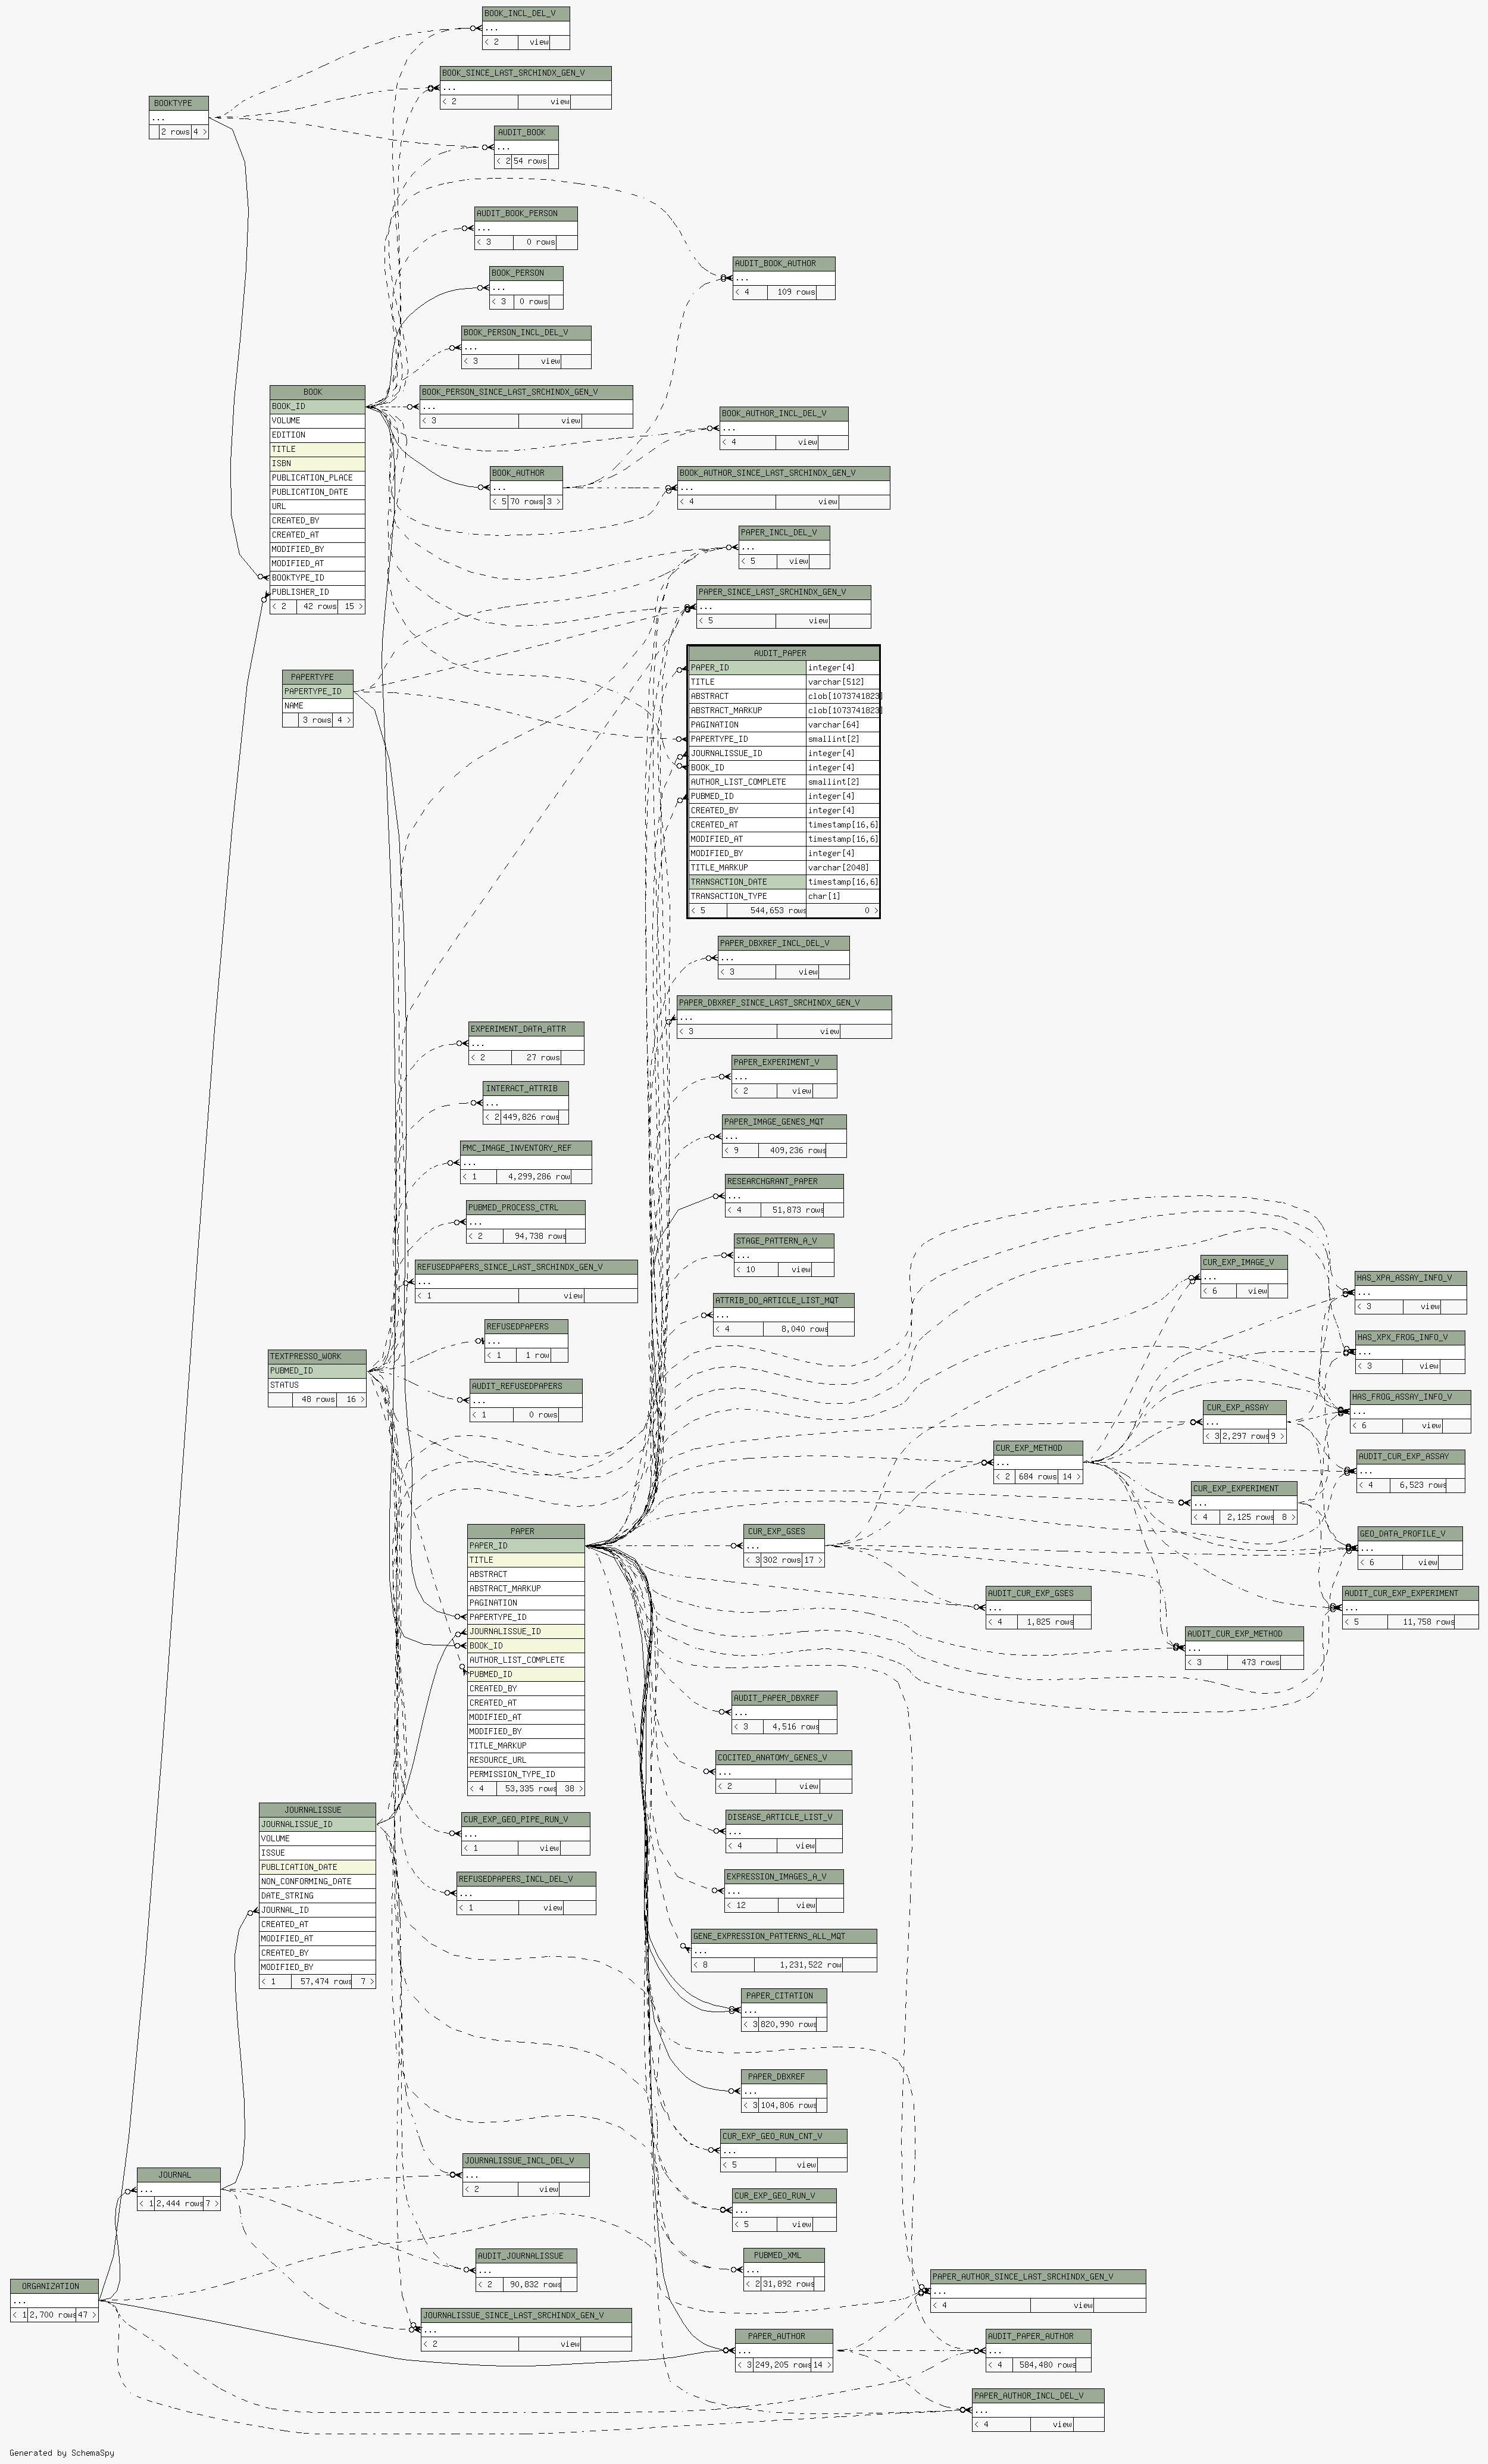 BOOK_INCL_DEL_V
...
< 2 view
BOOK_SINCE_LAST_SRCHINDX_GEN_V
...
< 2 view
BOOKTYPE
...
2 rows 4 >
AUDIT_BOOK
...
< 2 54 rows
AUDIT_BOOK_PERSON
...
< 3 0 rows
BOOK_PERSON
...
< 3 0 rows
AUDIT_BOOK_AUTHOR
...
< 4 109 rows
BOOK_PERSON_INCL_DEL_V
...
< 3 view
BOOK_PERSON_SINCE_LAST_SRCHINDX_GEN_V
...
< 3 view
BOOK
BOOK_ID
VOLUME
EDITION
TITLE
ISBN
PUBLICATION_PLACE
PUBLICATION_DATE
URL
CREATED_BY
CREATED_AT
MODIFIED_BY
MODIFIED_AT
BOOKTYPE_ID
PUBLISHER_ID
< 2 42 rows 15 >
BOOK_AUTHOR_INCL_DEL_V
...
< 4 view
BOOK_AUTHOR
...
< 5 70 rows 3 >
BOOK_AUTHOR_SINCE_LAST_SRCHINDX_GEN_V
...
< 4 view
PAPER_INCL_DEL_V
...
< 5 view
PAPER_SINCE_LAST_SRCHINDX_GEN_V
...
< 5 view
PAPERTYPE
PAPERTYPE_ID
NAME
3 rows 4 >
AUDIT_PAPER
PAPER_ID integer[4]
TITLE varchar[512]
ABSTRACT clob[1073741823]
ABSTRACT_MARKUP clob[1073741823]
PAGINATION varchar[64]
PAPERTYPE_ID smallint[2]
JOURNALISSUE_ID integer[4]
BOOK_ID integer[4]
AUTHOR_LIST_COMPLETE smallint[2]
PUBMED_ID integer[4]
CREATED_BY integer[4]
CREATED_AT timestamp[16,6]
MODIFIED_AT timestamp[16,6]
MODIFIED_BY integer[4]
TITLE_MARKUP varchar[2048]
TRANSACTION_DATE timestamp[16,6]
TRANSACTION_TYPE char[1]
< 5 544,653 rows 0 >
PAPER_DBXREF_INCL_DEL_V
...
< 3 view
PAPER_DBXREF_SINCE_LAST_SRCHINDX_GEN_V
...
< 3 view
EXPERIMENT_DATA_ATTR
...
< 2 27 rows
PAPER_EXPERIMENT_V
...
< 2 view
INTERACT_ATTRIB
...
< 2 449,826 rows
PAPER_IMAGE_GENES_MQT
...
< 9 409,236 rows
PMC_IMAGE_INVENTORY_REF
...
< 1 4,299,286 row
RESEARCHGRANT_PAPER
...
< 4 51,873 rows
PUBMED_PROCESS_CTRL
...
< 2 94,738 rows
STAGE_PATTERN_A_V
...
< 10 view
REFUSEDPAPERS_SINCE_LAST_SRCHINDX_GEN_V
...
< 1 view
ATTRIB_DO_ARTICLE_LIST_MQT
...
< 4 8,040 rows
CUR_EXP_IMAGE_V
...
< 6 view
HAS_XPA_ASSAY_INFO_V
...
< 3 view
REFUSEDPAPERS
...
< 1 1 row
HAS_XPX_FROG_INFO_V
...
< 3 view
TEXTPRESSO_WORK
PUBMED_ID
STATUS
48 rows 16 >
AUDIT_REFUSEDPAPERS
...
< 1 0 rows
CUR_EXP_ASSAY
...
< 3 2,297 rows 9 >
HAS_FROG_ASSAY_INFO_V
...
< 6 view
CUR_EXP_METHOD
...
< 2 684 rows 14 >
AUDIT_CUR_EXP_ASSAY
...
< 4 6,523 rows
CUR_EXP_EXPERIMENT
...
< 4 2,125 rows 8 >
PAPER
PAPER_ID
TITLE
ABSTRACT
ABSTRACT_MARKUP
PAGINATION
PAPERTYPE_ID
JOURNALISSUE_ID
BOOK_ID
AUTHOR_LIST_COMPLETE
PUBMED_ID
CREATED_BY
CREATED_AT
MODIFIED_AT
MODIFIED_BY
TITLE_MARKUP
RESOURCE_URL
PERMISSION_TYPE_ID
< 4 53,335 rows 38 >
CUR_EXP_GSES
...
< 3 302 rows 17 >
GEO_DATA_PROFILE_V
...
< 6 view
AUDIT_CUR_EXP_GSES
...
< 4 1,825 rows
AUDIT_CUR_EXP_EXPERIMENT
...
< 5 11,758 rows
AUDIT_CUR_EXP_METHOD
...
< 3 473 rows
AUDIT_PAPER_DBXREF
...
< 3 4,516 rows
COCITED_ANATOMY_GENES_V
...
< 2 view
JOURNALISSUE
JOURNALISSUE_ID
VOLUME
ISSUE
PUBLICATION_DATE
NON_CONFORMING_DATE
DATE_STRING
JOURNAL_ID
CREATED_AT
MODIFIED_AT
CREATED_BY
MODIFIED_BY
< 1 57,474 rows 7 >
CUR_EXP_GEO_PIPE_RUN_V
...
< 1 view
DISEASE_ARTICLE_LIST_V
...
< 4 view
REFUSEDPAPERS_INCL_DEL_V
...
< 1 view
EXPRESSION_IMAGES_A_V
...
< 12 view
GENE_EXPRESSION_PATTERNS_ALL_MQT
...
< 8 1,231,522 row
PAPER_CITATION
...
< 3 820,990 rows
PAPER_DBXREF
...
< 3 104,806 rows
CUR_EXP_GEO_RUN_CNT_V
...
< 5 view
JOURNAL
...
< 1 2,444 rows 7 >
JOURNALISSUE_INCL_DEL_V
...
< 2 view
CUR_EXP_GEO_RUN_V
...
< 5 view
AUDIT_JOURNALISSUE
...
< 2 90,832 rows
PUBMED_XML
...
< 2 31,892 rows
ORGANIZATION
...
< 1 2,700 rows 47 >
PAPER_AUTHOR_SINCE_LAST_SRCHINDX_GEN_V
...
< 4 view
JOURNALISSUE_SINCE_LAST_SRCHINDX_GEN_V
...
< 2 view
PAPER_AUTHOR
...
< 3 249,205 rows 14 >
AUDIT_PAPER_AUTHOR
...
< 4 584,480 rows
PAPER_AUTHOR_INCL_DEL_V
...
< 4 view
Generated by SchemaSpy